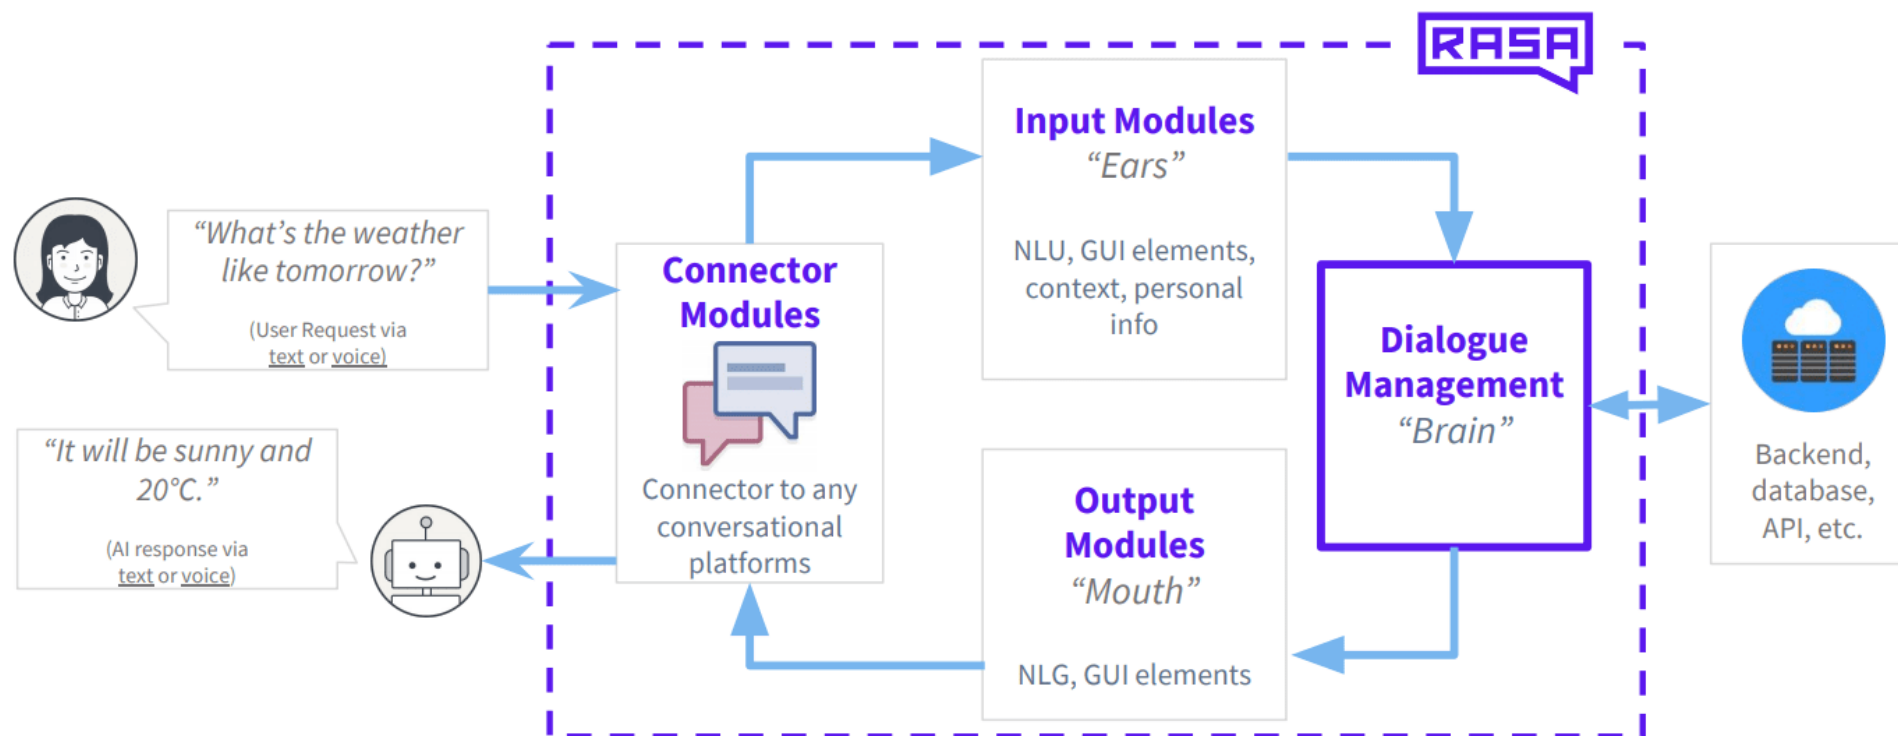 RASA
“What’s the weather
like tomorrow?”
(User Request via
text or voice)
“It will be sunny and
20°C.”
(AI response via
text or voice)
Connector
Modules
Connector to any
conversational
platforms
Input Modules
“Ears”
NLU, GUI elements,
context, personal
info
Dialogue
Management
“Brain”
Output
Modules
“Mouth”
NLG, GUI elements
Backend,
database,
API, etc.